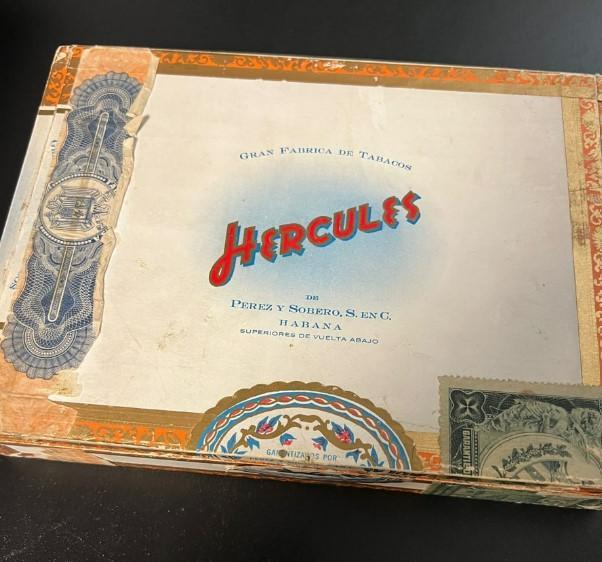 GRAN FABRICA DE TABACOS
HERCULES
DE
PEREZ Y SOBERO, S. EN C.
HABANA
SUPERIORES DE VUELTA ABAJO
GARANTIZADOS POR